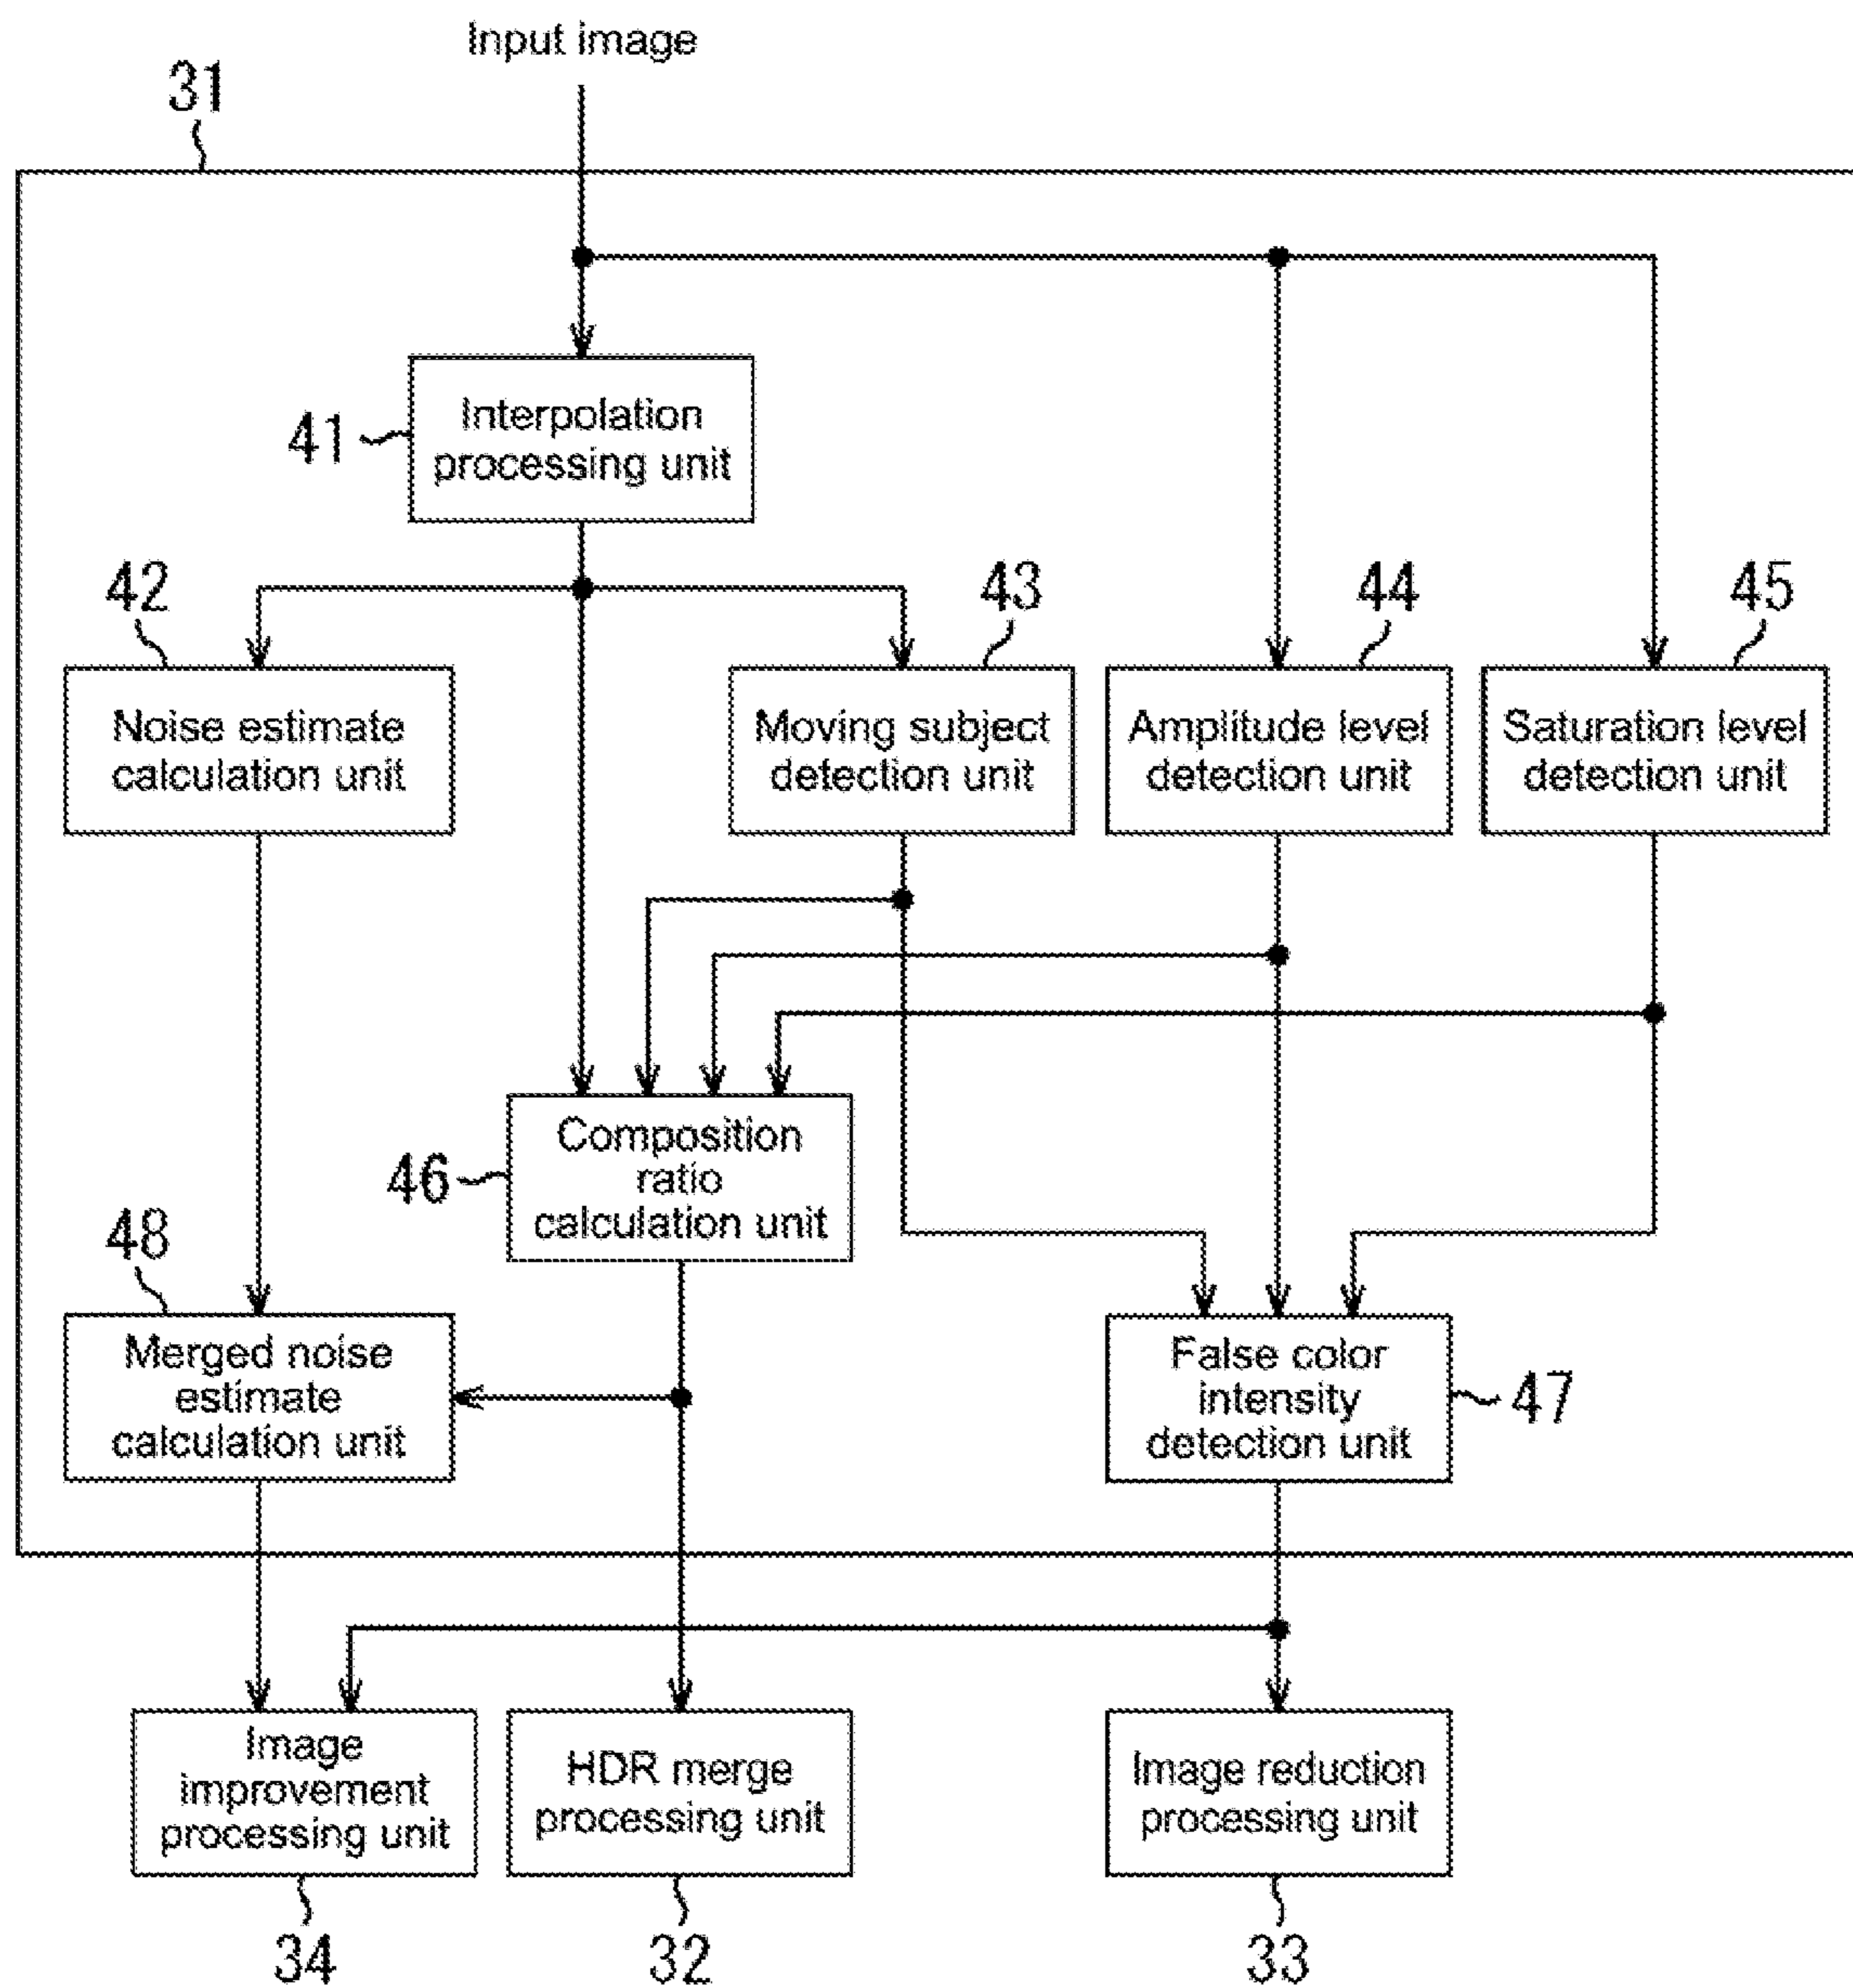 Input image
31
41
Interpolation
processing unit
42
43
44
45
Noise estimate
calculation unit
Moving subject
detection unit
Amplitude level
detection unit
Saturation level
detection unit
46
Composition
ratio
calculation unit
48
Merged noise
estimate
calculation unit
False color
intensity
detection unit
47
Image
improvement
processing unit
HDR merge
processing unit
Image reduction
processing unit
34
32
33